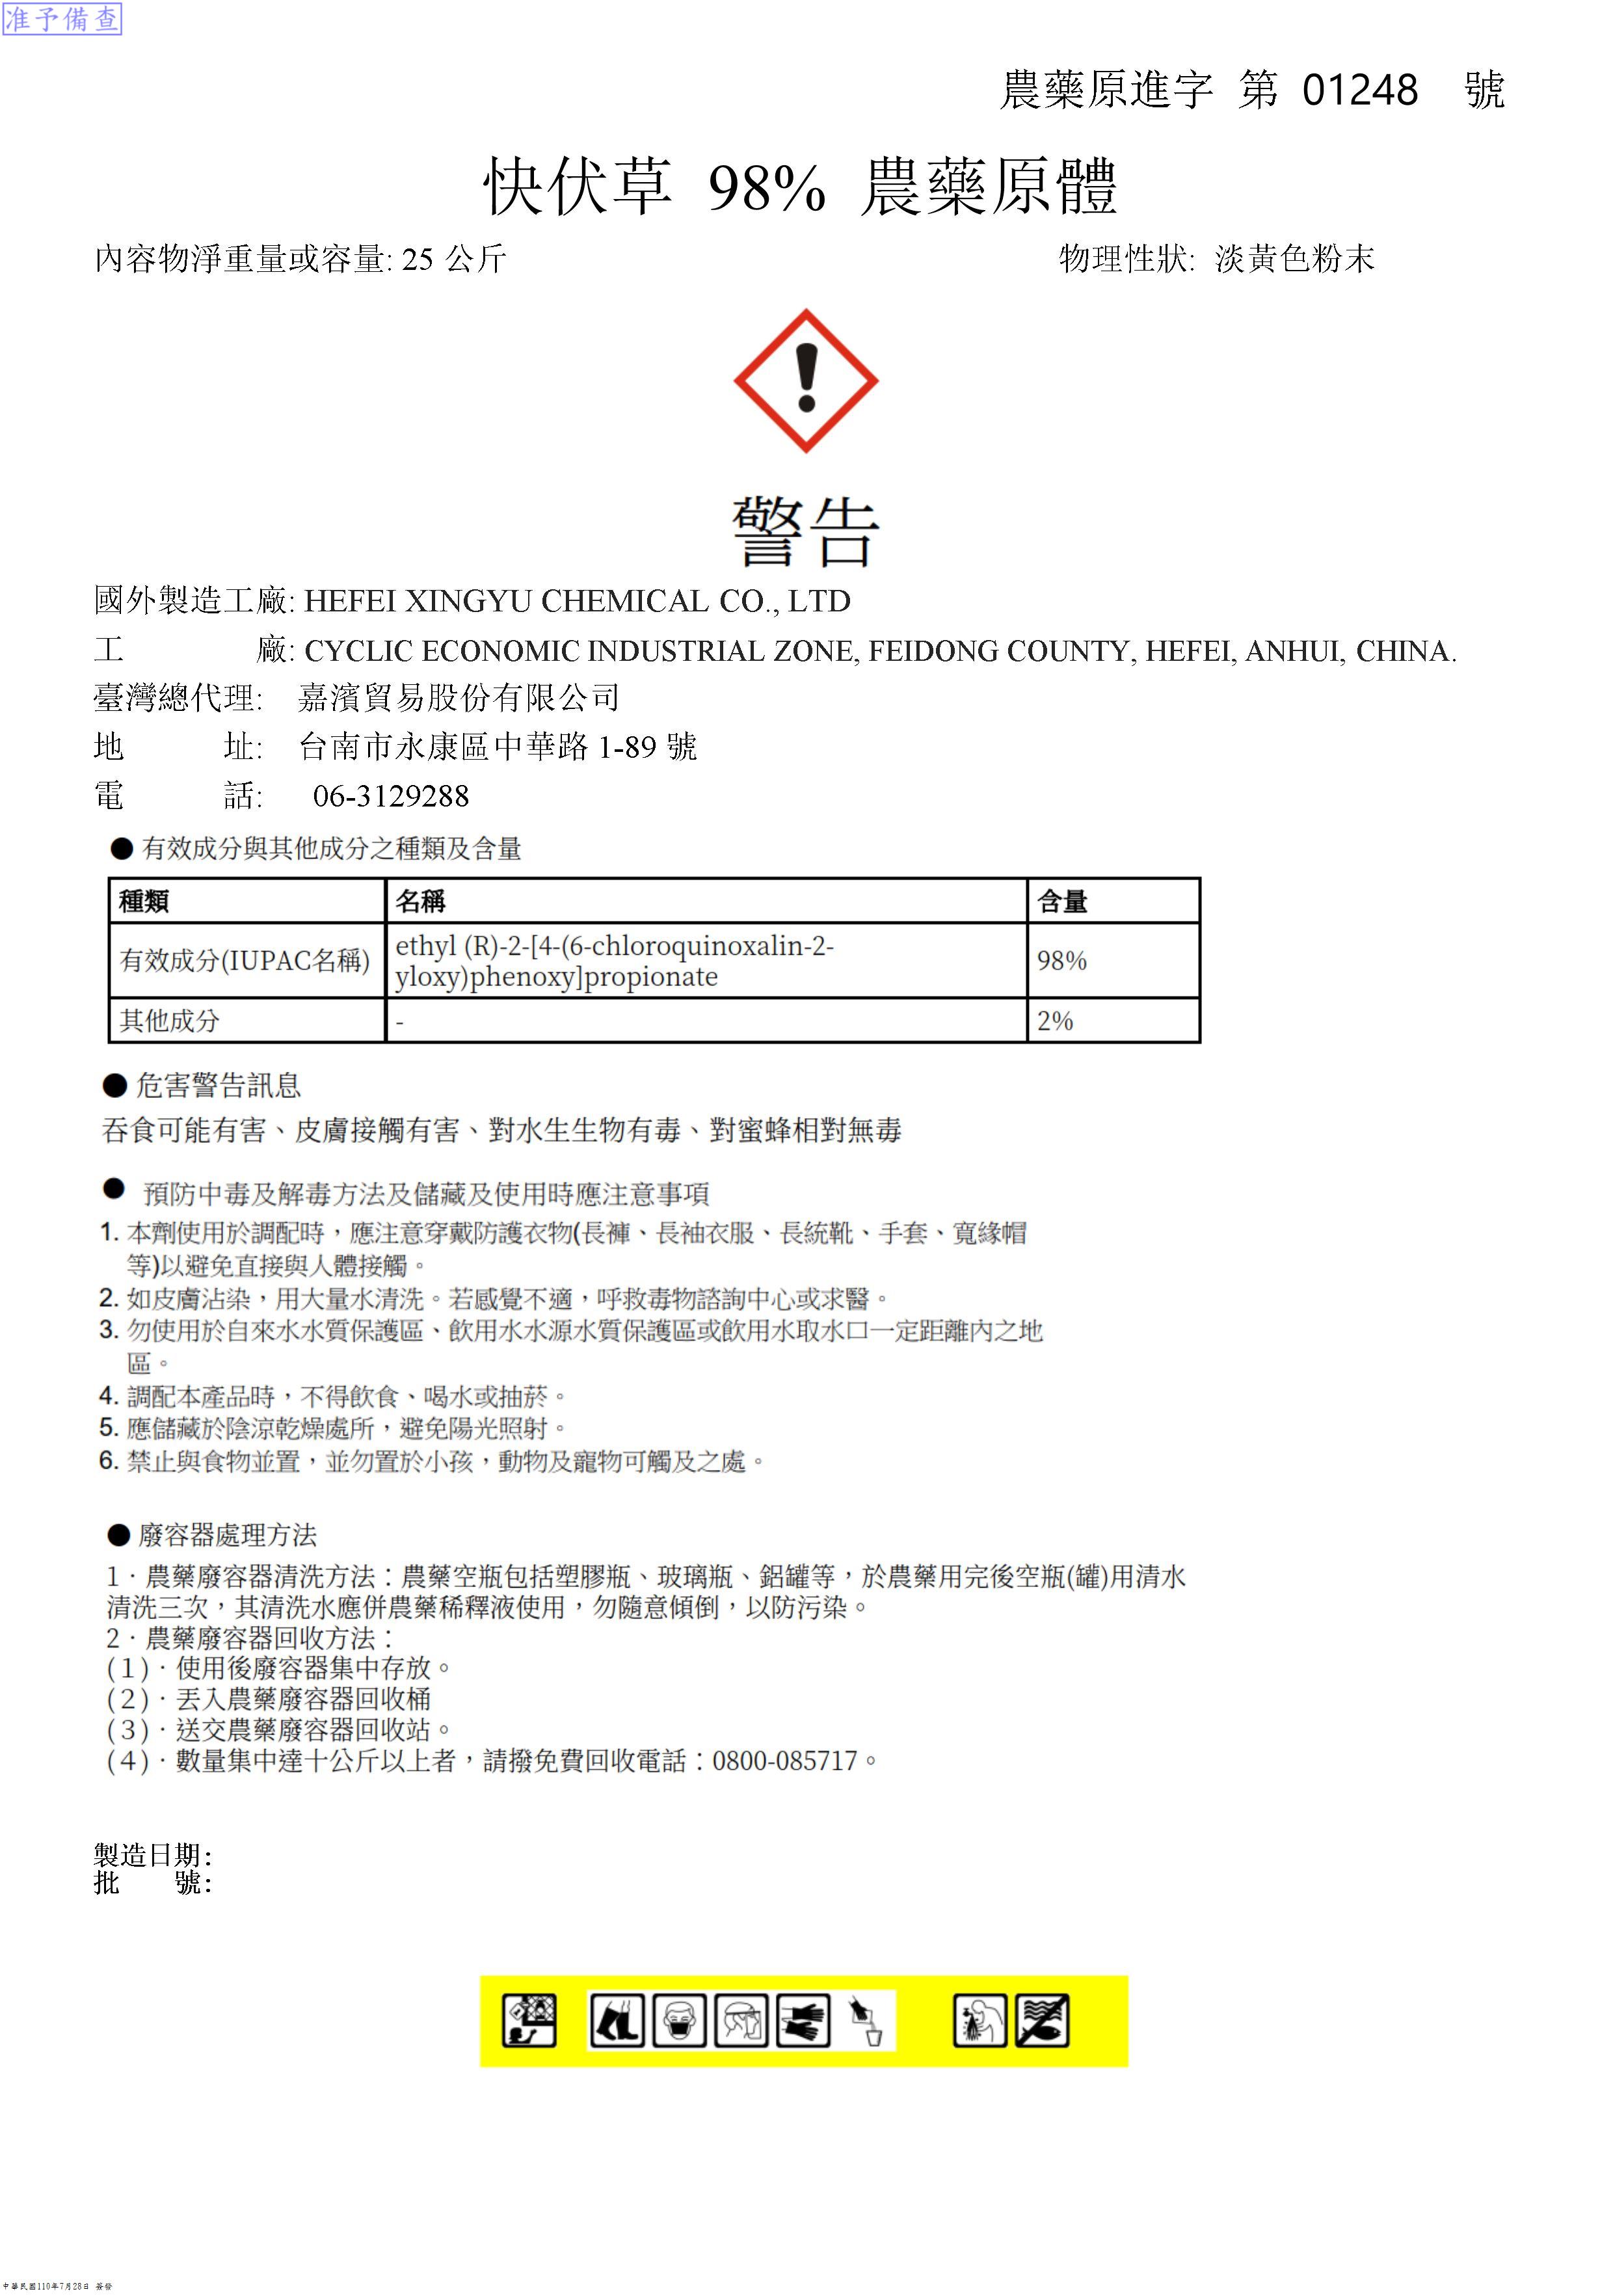 准予備查
農藥原進字 第 01248 號
快伏草 98% 農藥原體
內容物淨重量或容量: 25 公斤 物理性狀: 淡黃色粉末
警告
國外製造工廠: HEFEI XINGYU CHEMICAL CO., LTD
工 廠: CYCLIC ECONOMIC INDUSTRIAL ZONE, FEIDONG COUNTY, HEFEI, ANHUI, CHINA.
臺灣總代理: 嘉濱貿易股份有限公司
地 址: 台南市永康區中華路 1-89 號
電 話: 06-3129288
● 有效成分與其他成分之種類及含量
種類 名稱 含量
有效成分(IUPAC名稱) ethyl (R)-2-[4-(6-chloroquinoxalin-2-
yloxy)phenoxy]propionate 98%
其他成分 - 2%
● 危害警告訊息
吞食可能有害、皮膚接觸有害、對水生生物有毒、對蜜蜂相對無毒
● 預防中毒及解毒方法及儲藏及使用時應注意事項
1. 本劑使用於調配時，應注意穿戴防護衣物(長褲、長袖衣服、長統靴、手套、寬緣帽
等)以避免直接與人體接觸。
2. 如皮膚沾染，用大量水清洗。若感覺不適，呼救毒物諮詢中心或求醫。
3. 勿使用於自來水水質保護區、飲用水水源水質保護區或飲用水取水口一定距離內之地
區。
4. 調配本產品時，不得飲食、喝水或抽菸。
5. 應儲藏於陰涼乾燥處所，避免陽光照射。
6. 禁止與食物並置，並勿置於小孩，動物及寵物可觸及之處。
● 廢容器處理方法
1．農藥廢容器清洗方法：農藥空瓶包括塑膠瓶、玻璃瓶、鋁罐等，於農藥用完後空瓶(罐)用清水
清洗三次，其清洗水應併農藥稀釋液使用，勿隨意傾倒，以防污染。
2．農藥廢容器回收方法：
(1)．使用後廢容器集中存放。
(2)．丟入農藥廢容器回收桶
(3)．送交農藥廢容器回收站。
(4)．數量集中達十公斤以上者，請撥免費回收電話：0800-085717。
製造日期:
批 號:
中華民國110年7月28日 簽發